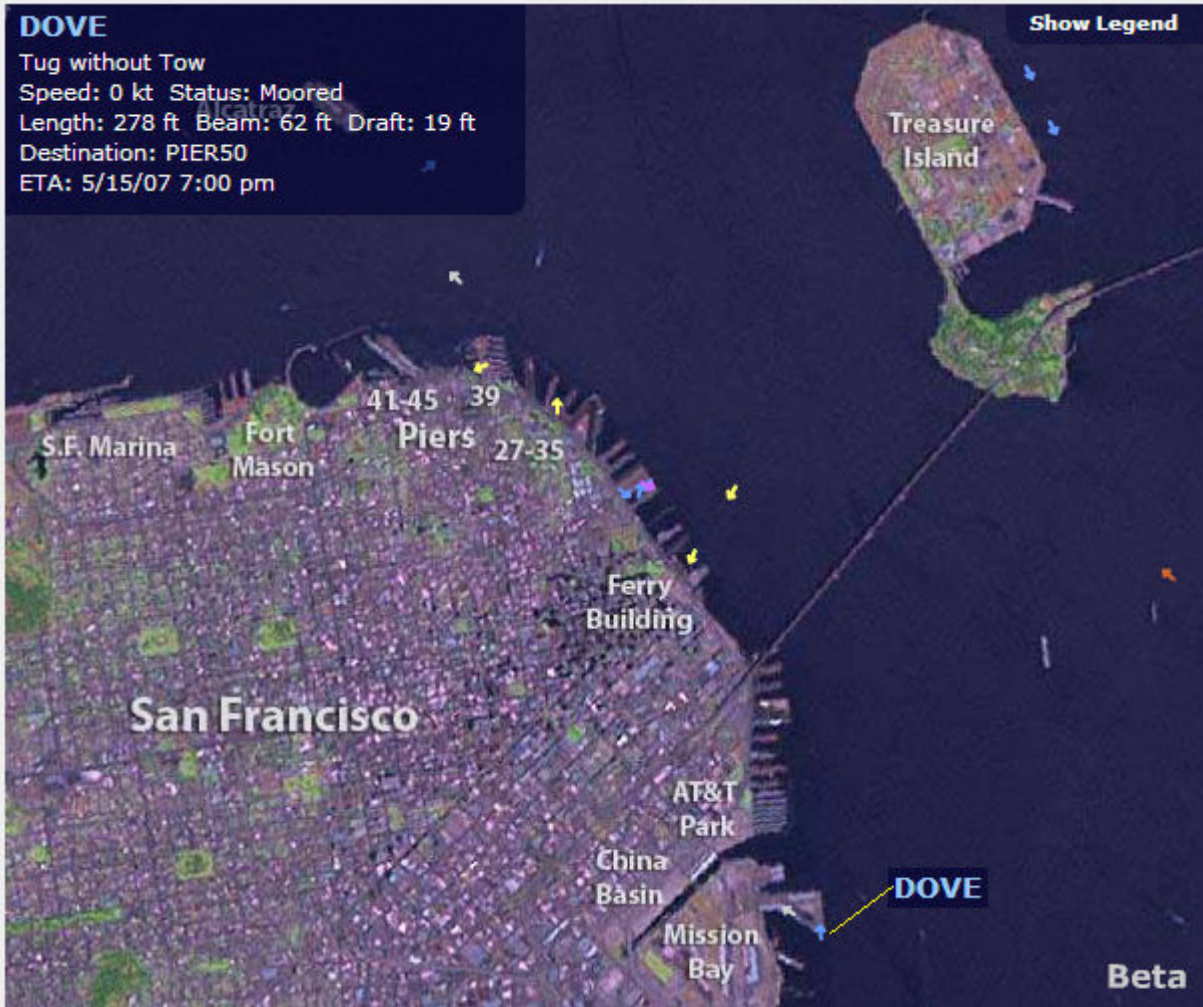 DOVE
Tug without Tow
Speed: 0 kt Status: Moored
Length: 278 ft Beam: 62 ft Draft: 19 ft
Destination: PIER50
ETA: 5/15/07 7:00 pm
Alcatraz
Show Legend
Treasure
Island
41-45
39
Piers
27-35
S.F. Marina
Fort
Mason
Ferry
Building
San Francisco
AT&T
Park
China
Basin
DOVE
Mission
Bay
Beta